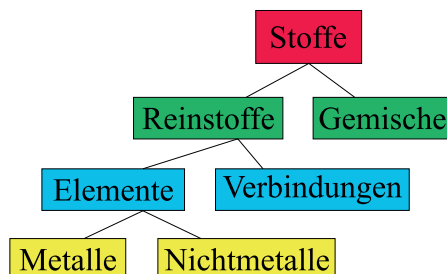 Stoffe
Reinstoffe Gemische
Elemente Verbindungen
Metalle Nichtmetalle